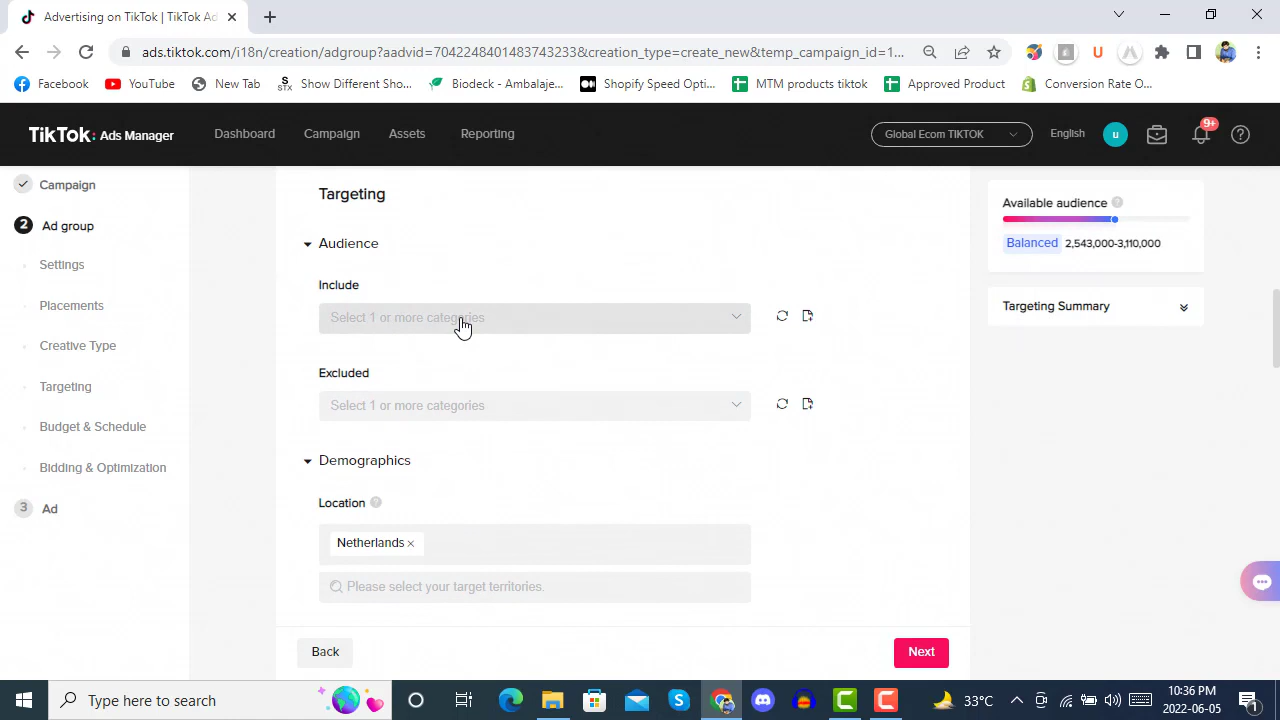 Advertising on TikTok | TikTok Ad
ads.tiktok.com/i18n/creation/adgroup?aadvid=7042245401483743233&creation_type=create_new&temp_campaign_id=1...
Facebook
YouTube
New Tab
STX
Show Different Sho...
Biodeck - Ambalaje...
Shopify Speed Opti...
MTM products tiktok
Approved Product
Conversion Rate O...
TikTok: Ads Manager
Dashboard
Campaign
Assets
Reporting
Global Ecom TIKTOK
English
u
9+
Campaign
2 Ad group
Settings
Placements
Creative Type
Targeting
Budget & Schedule
Bidding & Optimization
3 Ad
Targeting
Audience
Include
Select 1 or more categories
Excluded
Select 1 or more categories
Demographics
Location
Netherlands ×
Please select your target territories.
Back
Next
Available audience
Balanced 2,543,000-3,110,000
Targeting Summary
Type here to search
33°C
10:36 PM
2022-06-05
1